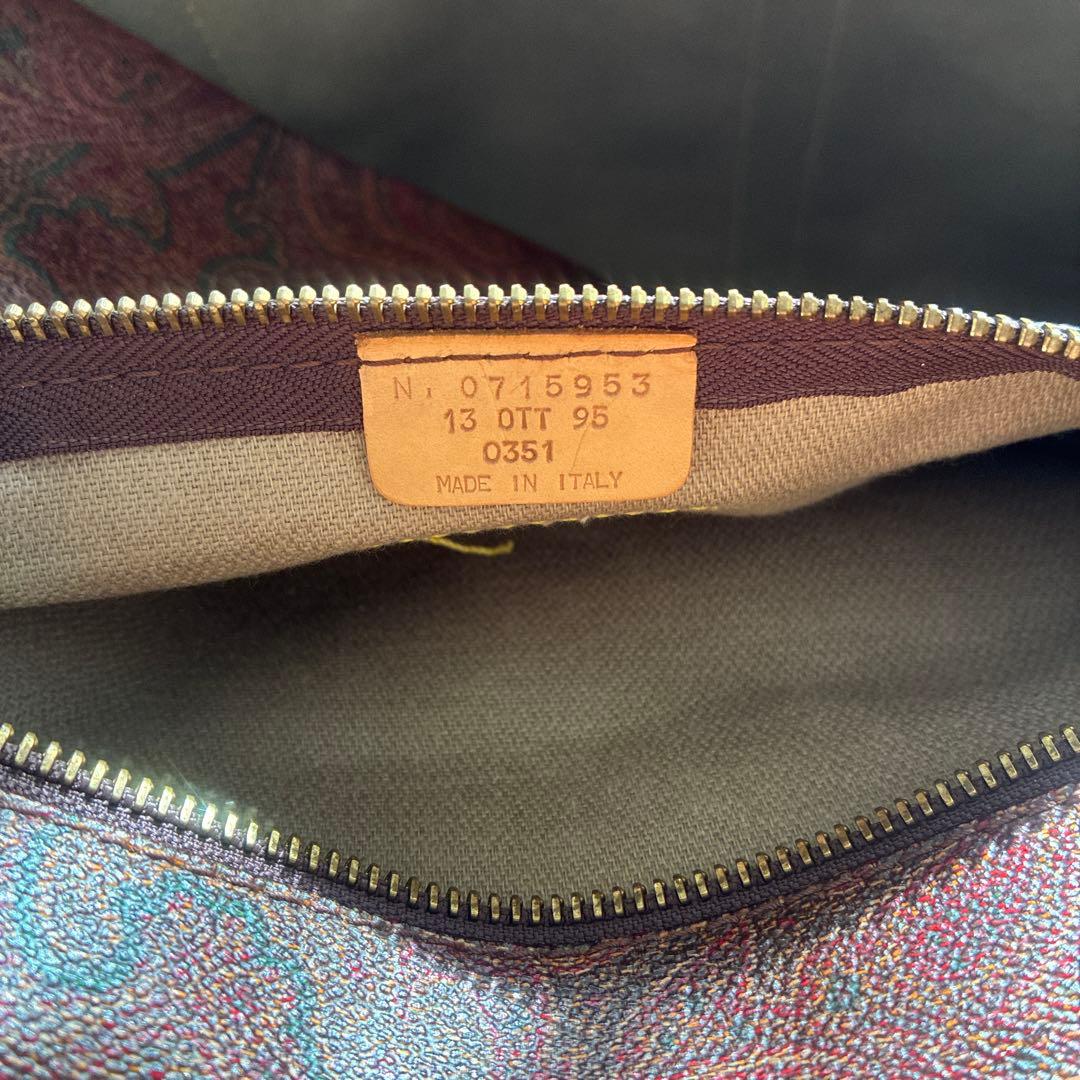 N. 0715953
13 OTT 95
0351
MADE IN ITALY